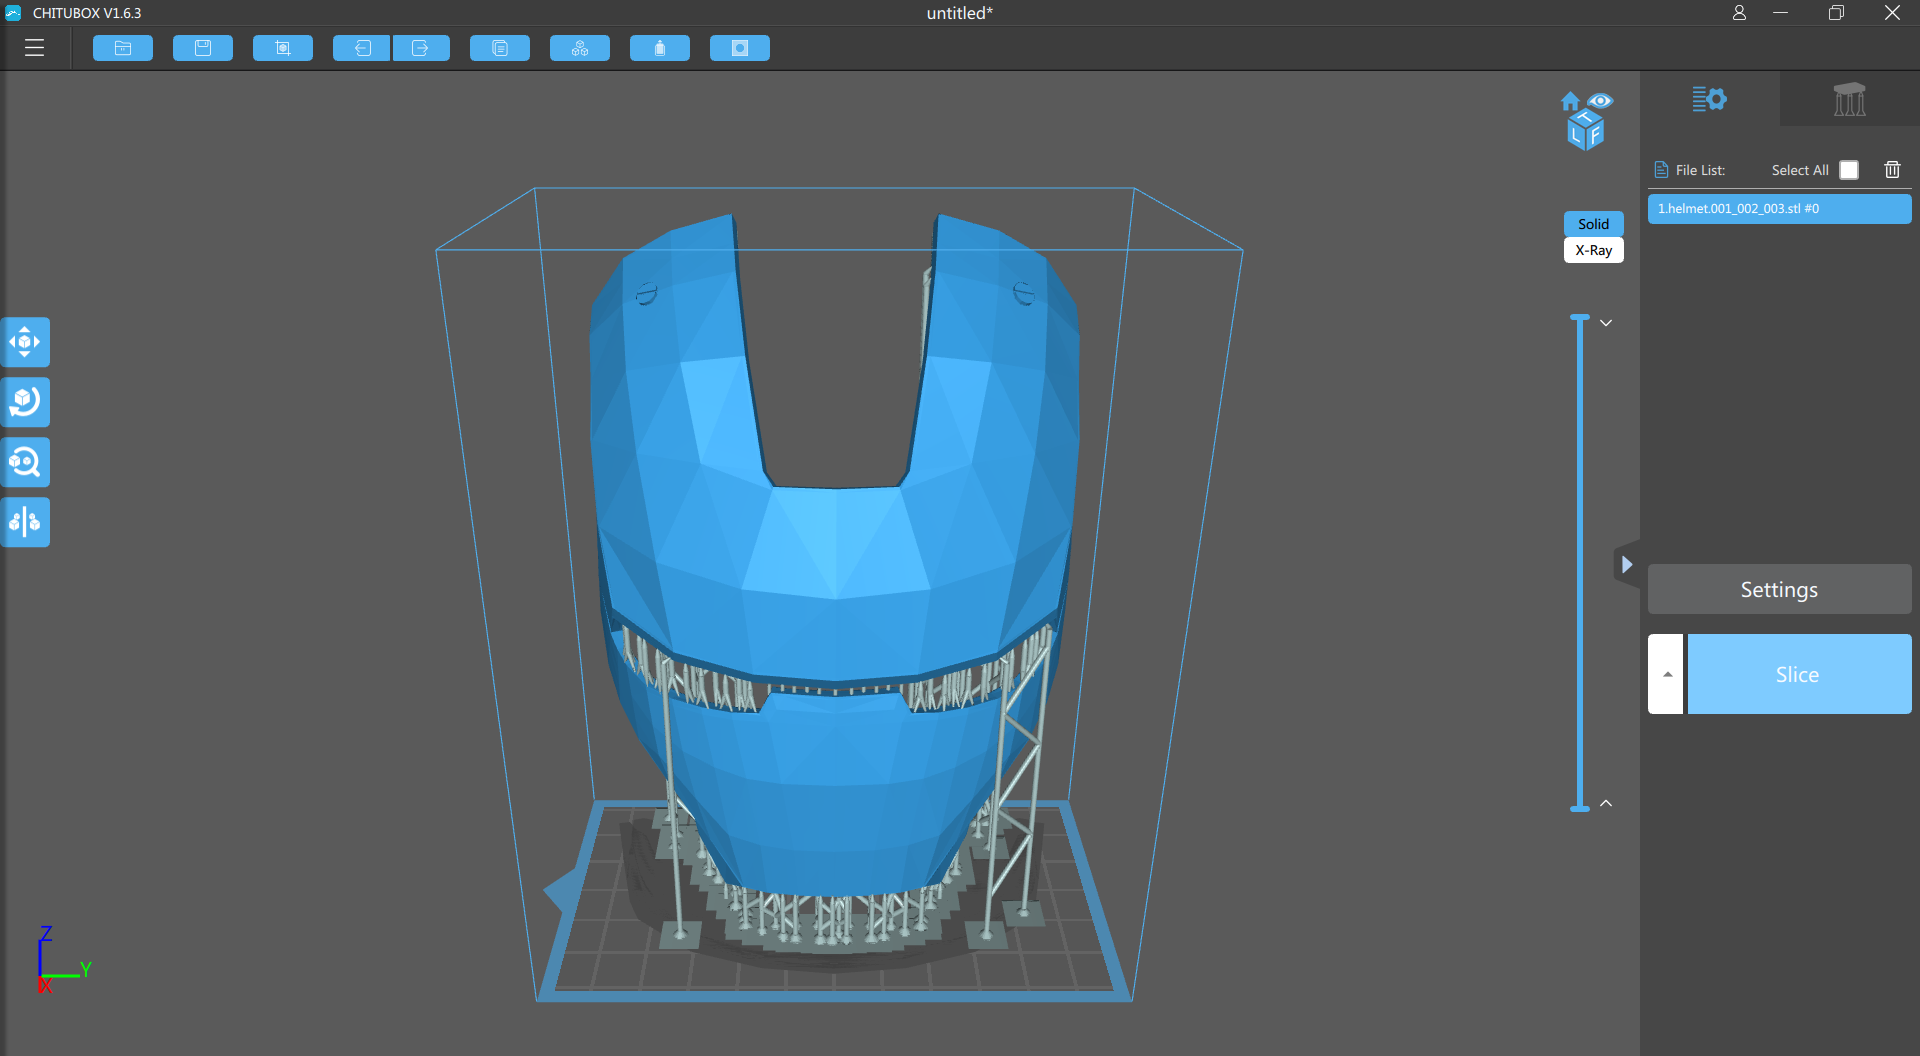 CHITUBOX V1.6.3
untitled*
T
L F
File List:
Select All
1.helmet.001_002_003.stl #0
Solid
X-Ray
Settings
Slice
Z
Y
X